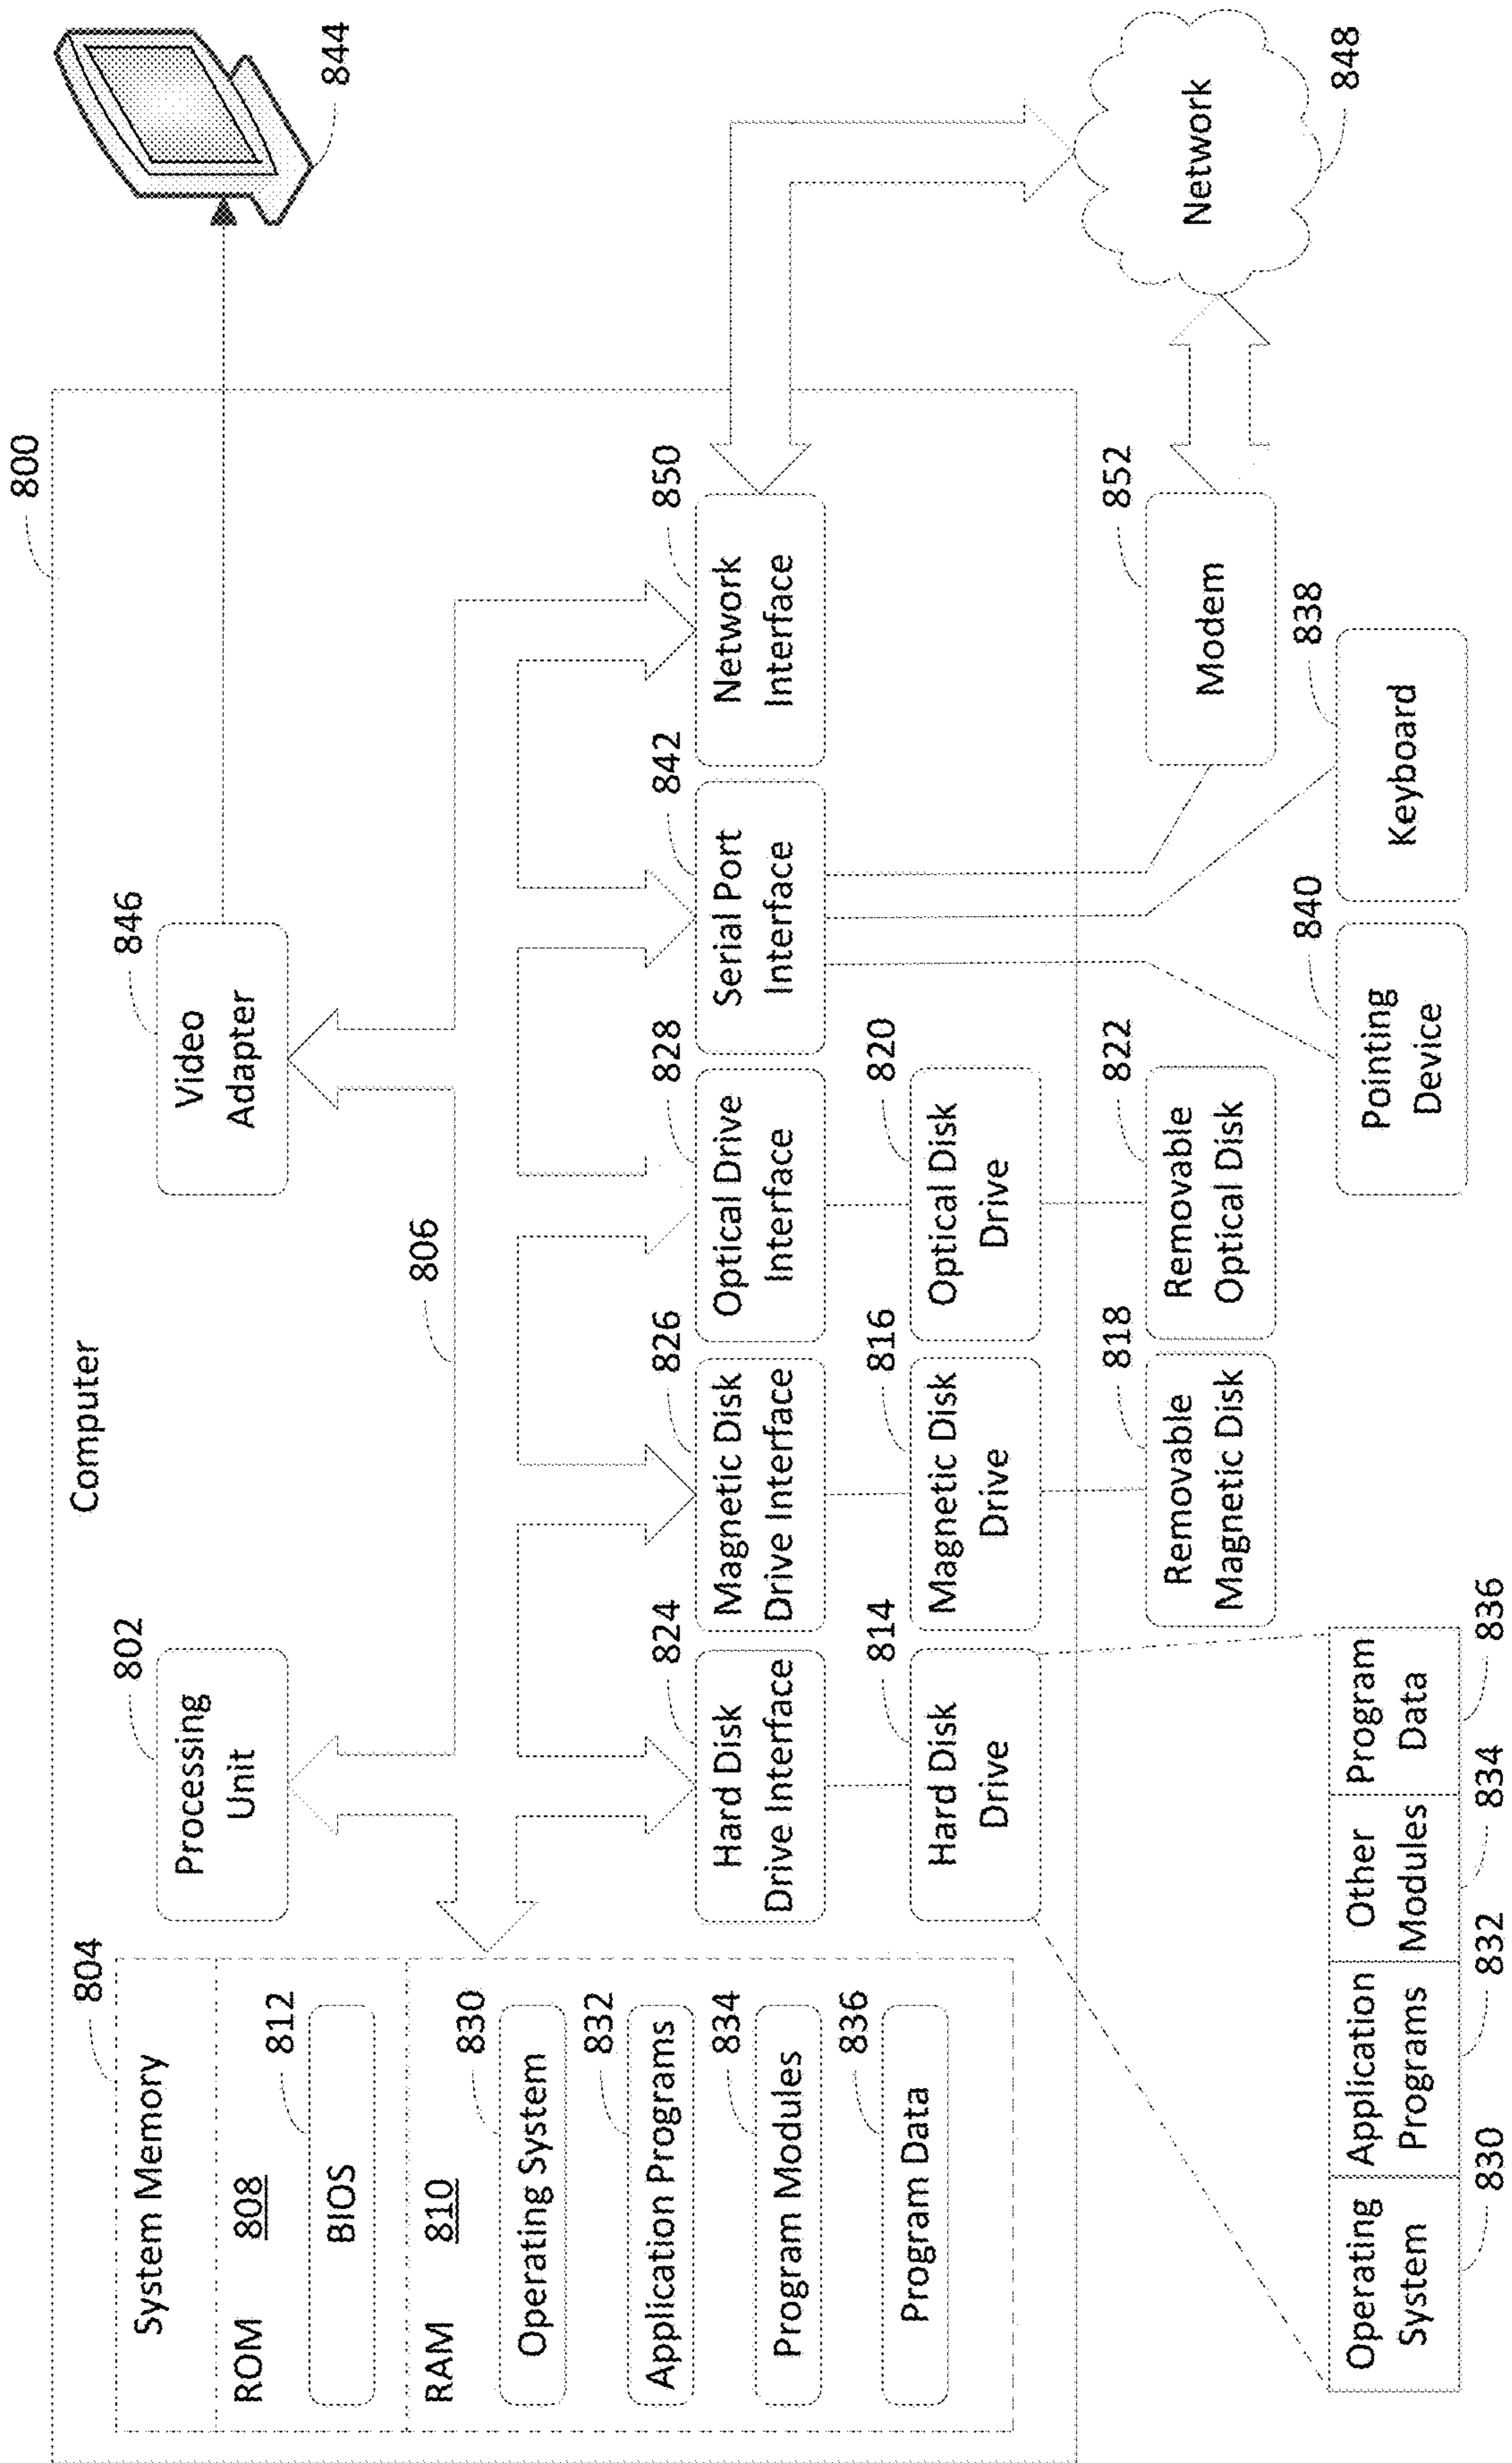 800
Computer
844
804
System Memory
ROM
808
812
BIOS
RAM
810
830
Operating System
832
Application Programs
834
Program Modules
836
Program Data
802
Processing
Unit
806
846
Video
Adapter
824
Hard Disk
Drive Interface
826
Magnetic Disk
Drive Interface
828
Optical Drive
Interface
842
Serial Port
Interface
850
Network
Interface
814
Hard Disk
Drive
816
Magnetic Disk
Drive
820
Optical Disk
Drive
818
Removable
Magnetic Disk
822
Removable
Optical Disk
852
Modem
Network
848
840
Pointing
Device
838
Keyboard
Operating
System
Application
Programs
Other
Modules
Program
Data
830
832
834
836